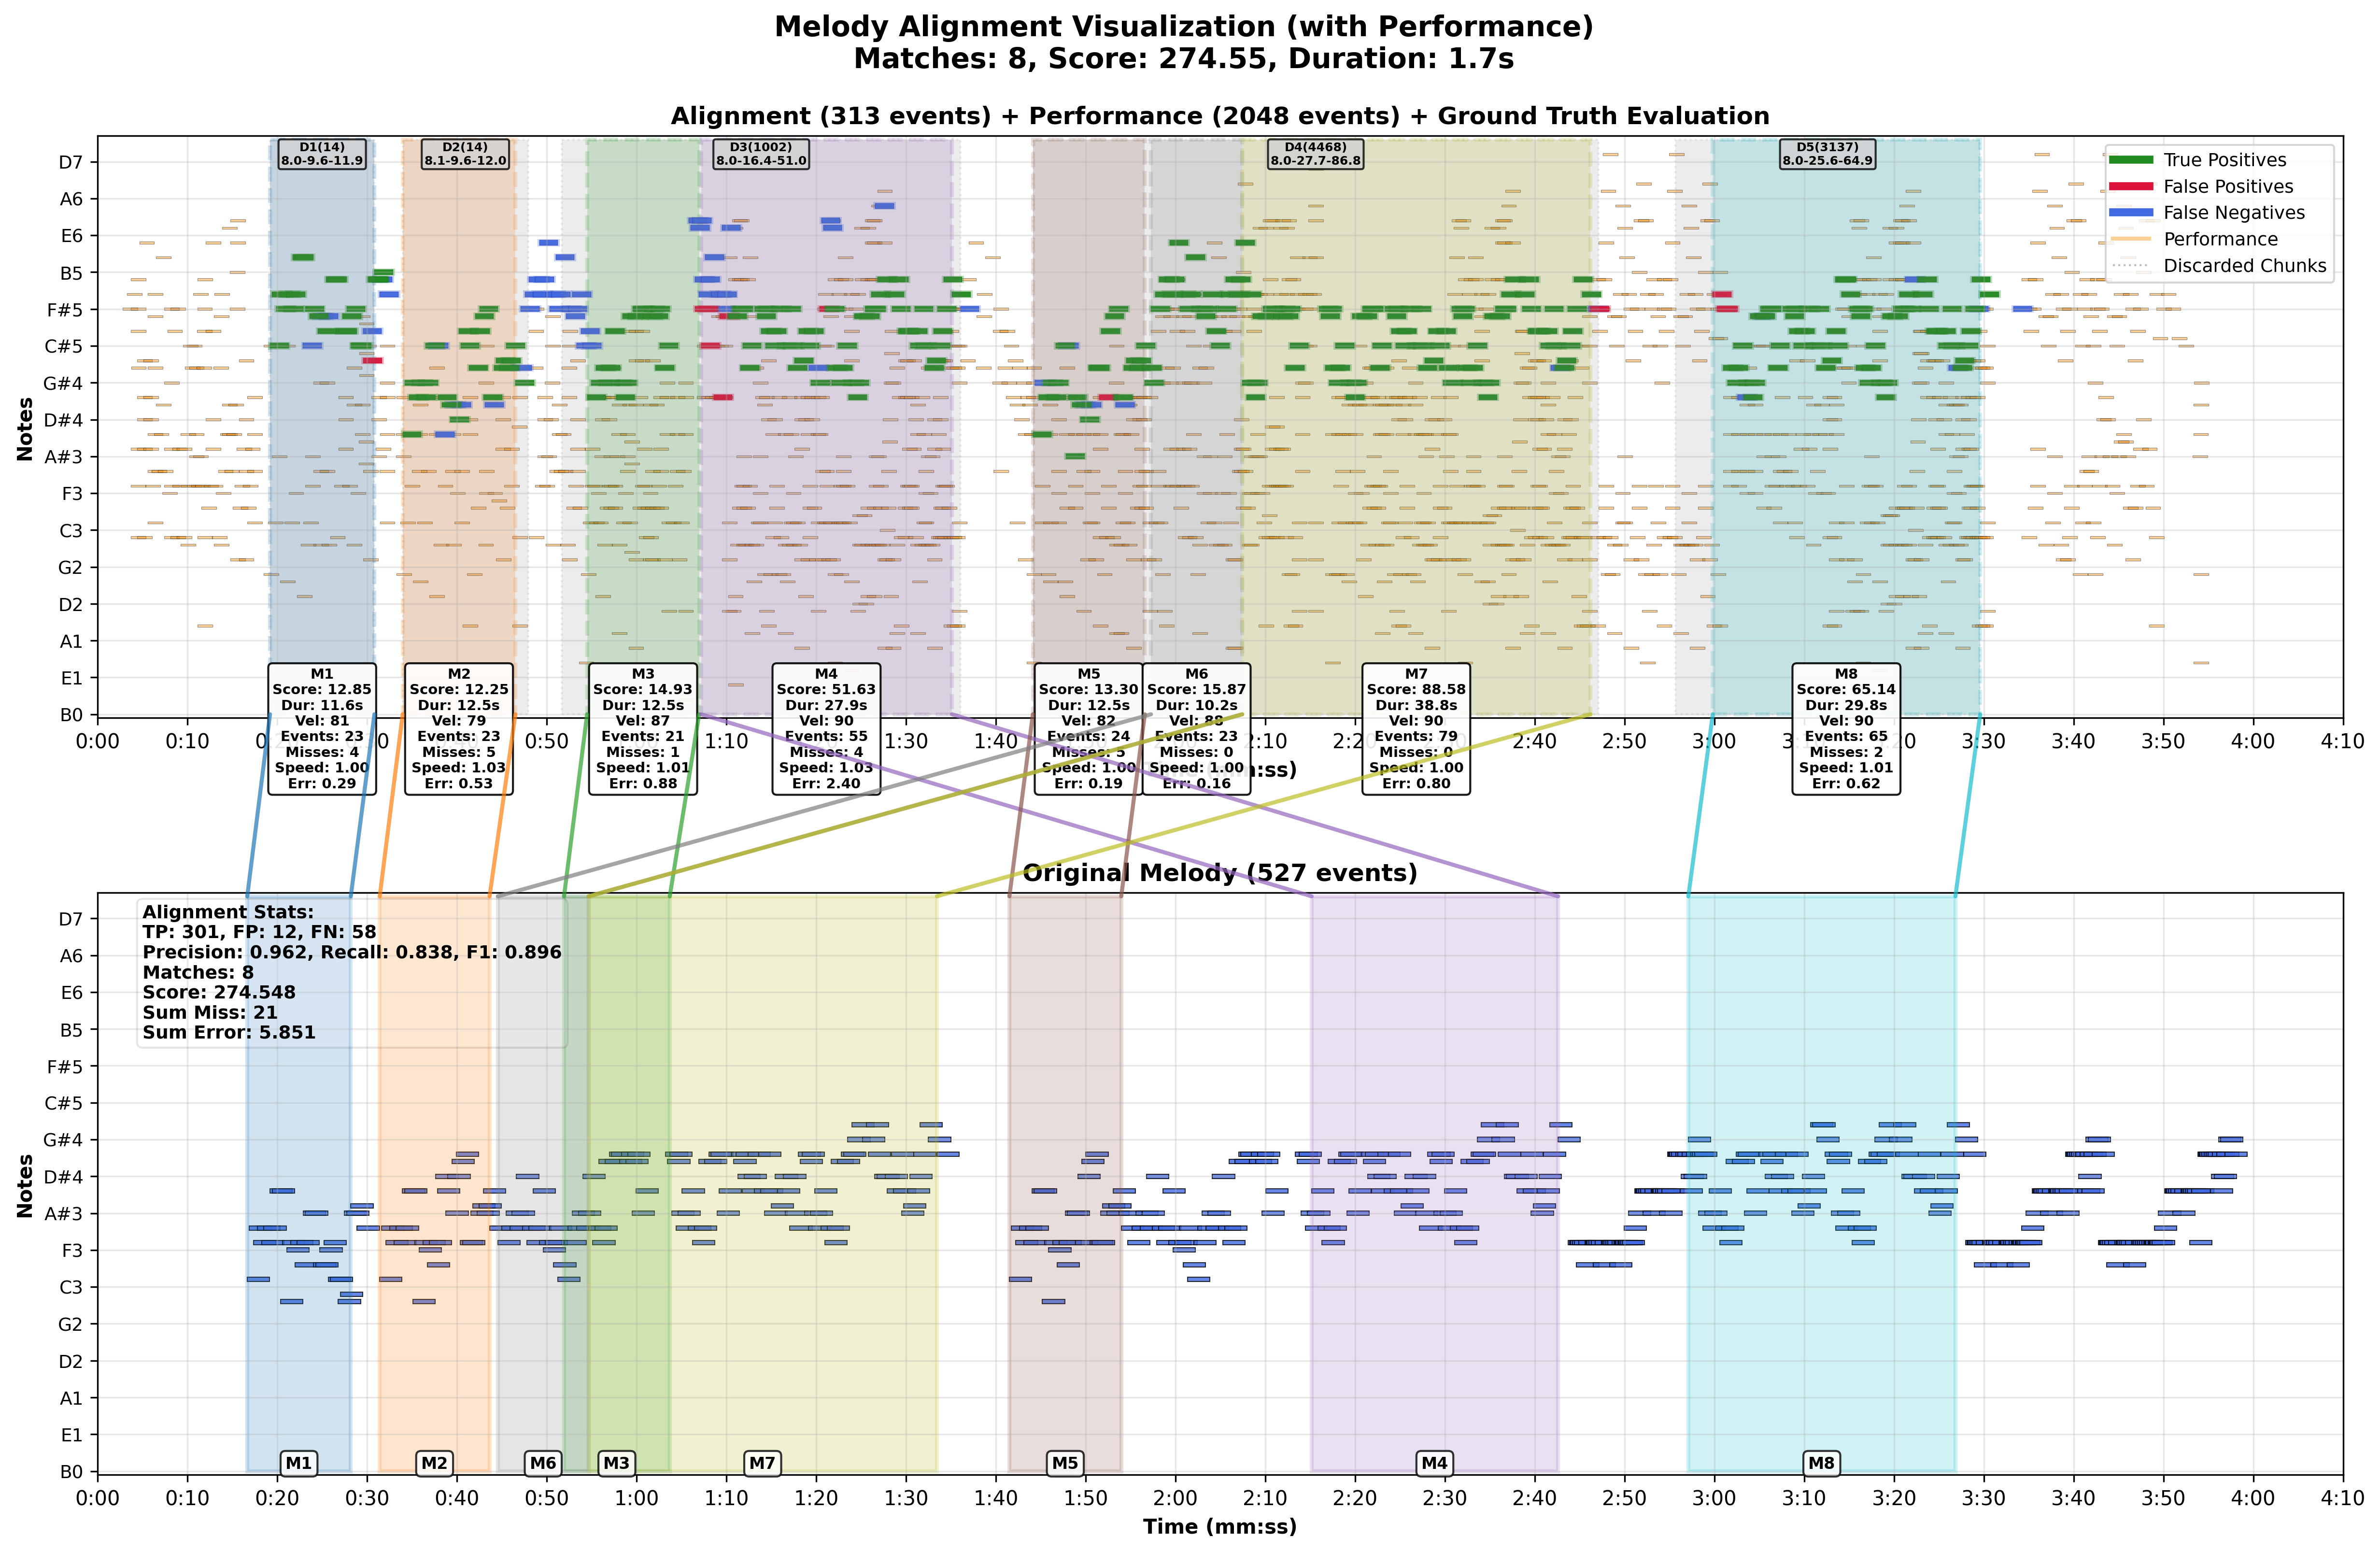 Melody Alignment Visualization (with Performance)
Matches: 8, Score: 274.55, Duration: 1.7s
Alignment (313 events) + Performance (2048 events) + Ground Truth Evaluation
D1(14)
8.0-9.6-11.9
D2(14)
8.1-9.6-12.0
D3(1002)
8.0-16.4-51.0
D4(4468)
8.0-27.7-86.8
D5(3137)
8.0-25.6-64.9
True Positives
False Positives
False Negatives
Performance
Discarded Chunks
Notes
D7
A6
E6
B5
F#5
C#5
G#4
D#4
A#3
F3
C3
G2
D2
A1
E1
B0
M1
Score: 12.85
Dur: 11.6s
Vel: 81
Events: 23
Misses: 4
Speed: 1.00
Err: 0.29
M2
Score: 12.25
Dur: 12.5s
Vel: 79
Events: 23
Misses: 5
Speed: 1.03
Err: 0.53
M3
Score: 14.93
Dur: 12.5s
Vel: 87
Events: 21
Misses: 1
Speed: 1.01
Err: 0.88
M4
Score: 51.63
Dur: 27.9s
Vel: 90
Events: 55
Misses: 4
Speed: 1.03
Err: 2.40
M5
Score: 13.30
Dur: 12.5s
Vel: 82
Events: 24
Misses: 5
Speed: 1.00
Err: 0.19
M6
Score: 15.87
Dur: 10.2s
Vel: 88
Events: 23
Misses: 0
Speed: 1.00
Err: 0.16
M7
Score: 88.58
Dur: 38.8s
Vel: 90
Events: 79
Misses: 0
Speed: 1.00
Err: 0.80
M8
Score: 65.14
Dur: 29.8s
Vel: 90
Events: 65
Misses: 2
Speed: 1.01
Err: 0.62
0:00 0:10 0:50 1:10 1:30 1:40 2:10 2:40 2:50 3:00 3:20 3:30 3:40 3:50 4:00 4:10
Original Melody (527 events)
Alignment Stats:
TP: 301, FP: 12, FN: 58
Precision: 0.962, Recall: 0.838, F1: 0.896
Matches: 8
Score: 274.548
Sum Miss: 21
Sum Error: 5.851
Notes
D7
A6
E6
B5
F#5
C#5
G#4
D#4
A#3
F3
C3
G2
D2
A1
E1
B0
M1 M2 M6 M3 M7 M5 M4 M8
0:00 0:10 0:20 0:30 0:40 0:50 1:00 1:10 1:20 1:30 1:40 1:50 2:00 2:10 2:20 2:30 2:40 2:50 3:00 3:10 3:20 3:30 3:40 3:50 4:00 4:10
Time (mm:ss)